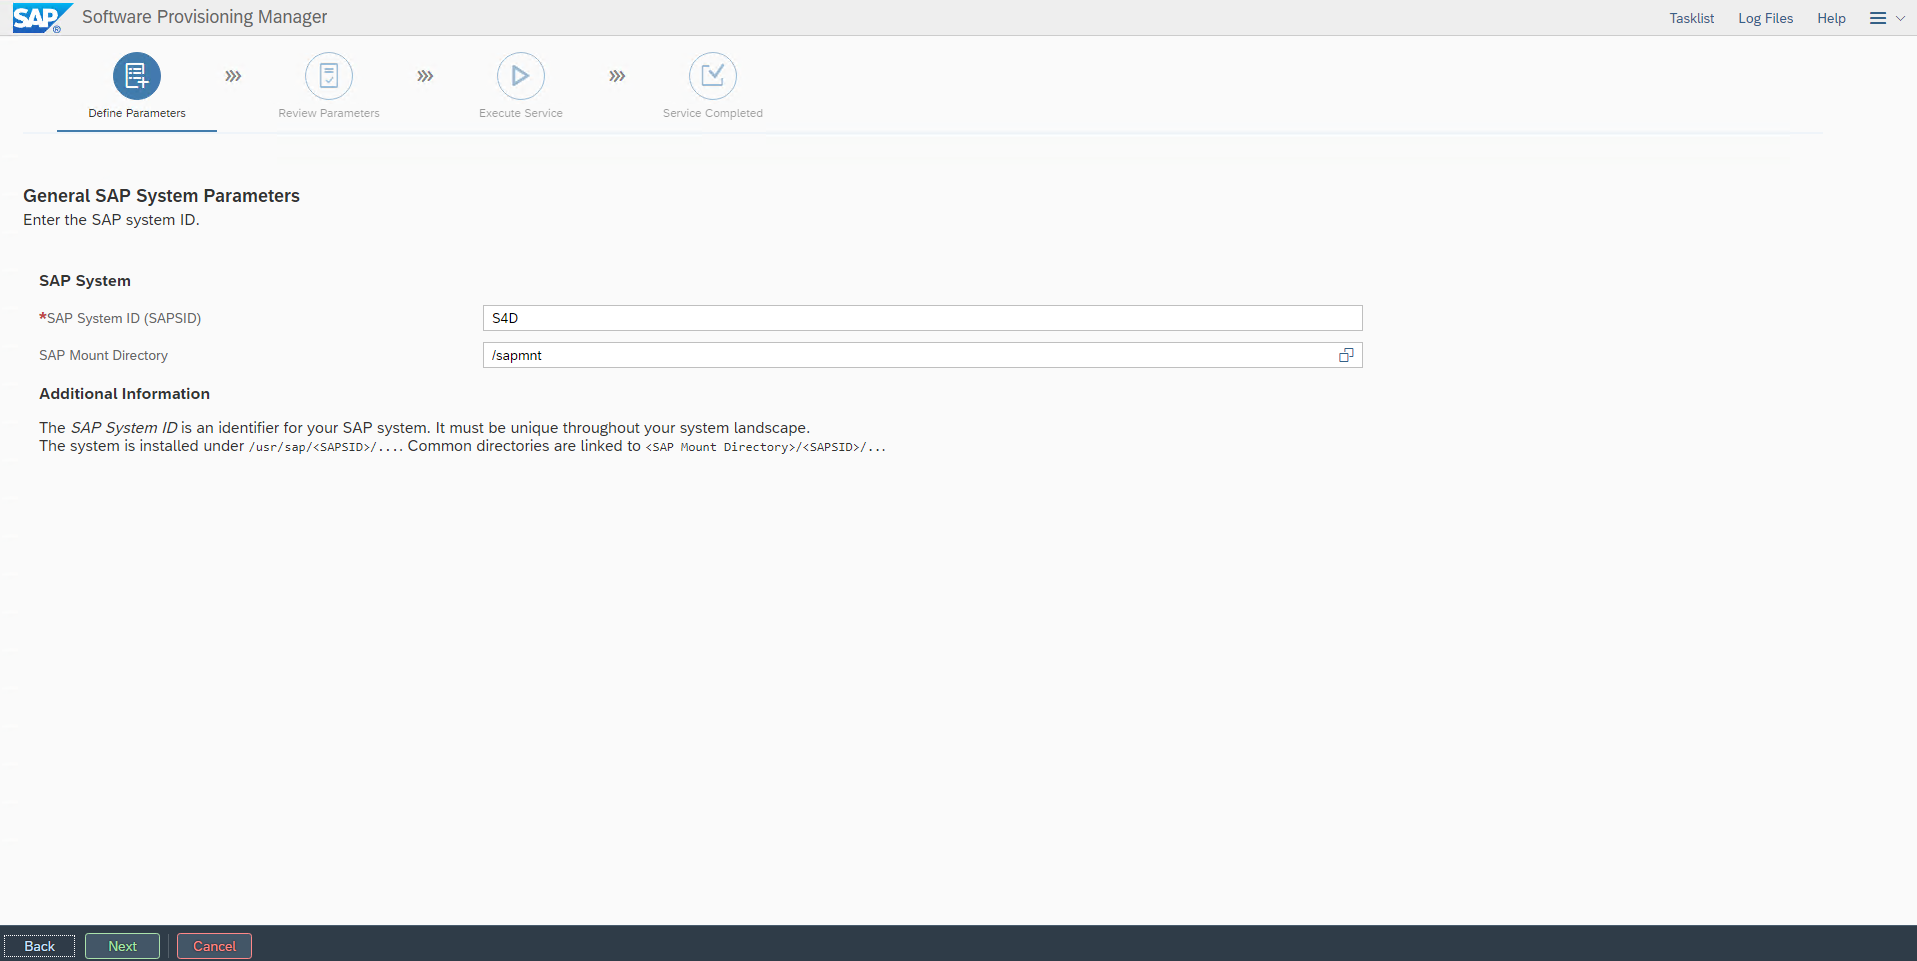 SAP ® Software Provisioning Manager Tasklist Log Files Help
Define Parameters Review Parameters Execute Service Service Completed
General SAP System Parameters
Enter the SAP system ID.
SAP System
*SAP System ID (SAPSID) S4D
SAP Mount Directory /sapmnt
Additional Information
The SAP System ID is an identifier for your SAP system. It must be unique throughout your system landscape.
The system is installed under /usr/sap/<SAPSID>/.... Common directories are linked to <SAP Mount Directory>/<SAPSID>/...
Back Next Cancel